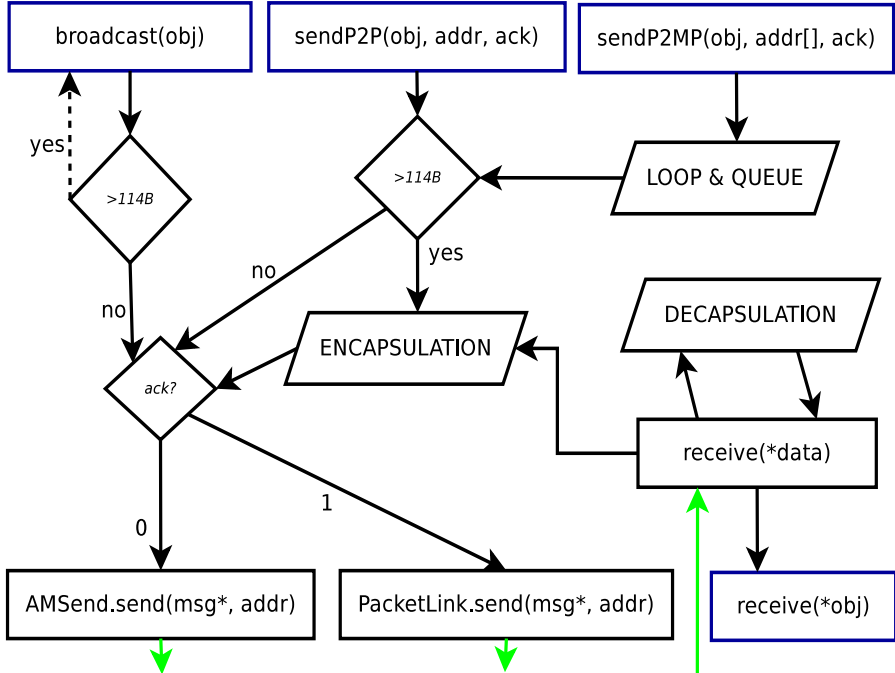 broadcast(obj)
sendP2P(obj, addr, ack)
sendP2MP(obj, addr[], ack)
yes
>114B
>114B
LOOP & QUEUE
yes
no
no
DECAPSULATION
ENCAPSULATION
ack?
receive(*data)
0
1
AMSend.send(msg*, addr)
PacketLink.send(msg*, addr)
receive(*obj)